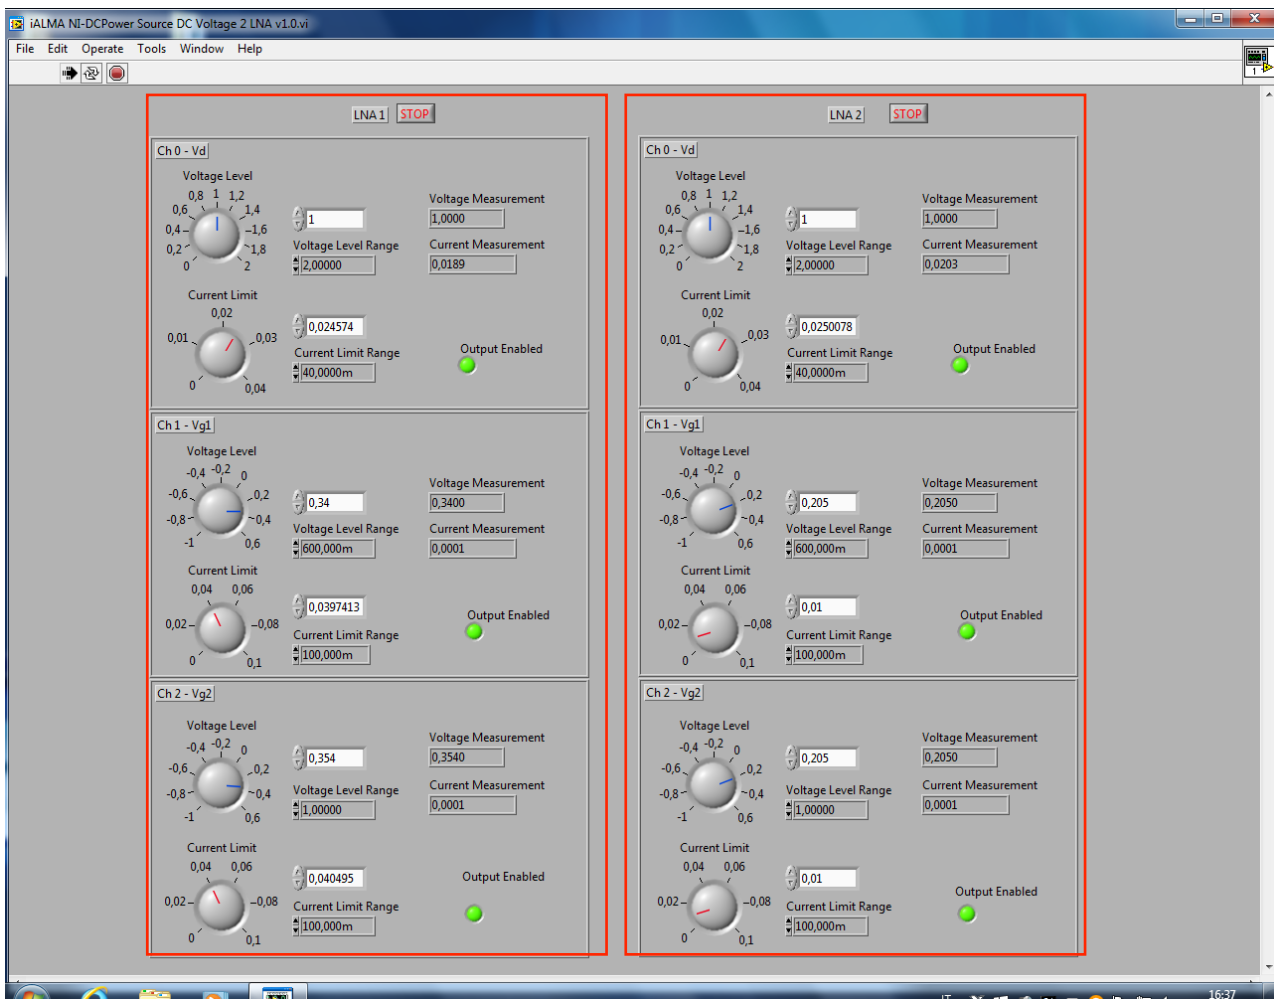 iALMA NI-DCPower Source DC Voltage 2 LNA v1.0.vi
File Edit Operate Tools Window Help
1
LNA 1 STOP
Ch 0 - Vd
Voltage Level
0 0,2 0,4 0,6 0,8 1 1,2 1,4 1,6 1,8 2
1
Voltage Level Range
2,00000
Voltage Measurement
1,0000
Current Measurement
0,0189
Current Limit
0 0,01 0,02 0,03 0,04
0,024574
Current Limit Range
40,0000m
Output Enabled
Ch 1 - Vg1
Voltage Level
-1 -0,8 -0,6 -0,4 -0,2 0 0,2 0,4 0,6
0,34
Voltage Level Range
600,000m
Voltage Measurement
0,3400
Current Measurement
0,0001
Current Limit
0 0,02 0,04 0,06 0,08 0,1
0,0397413
Current Limit Range
100,000m
Output Enabled
Ch 2 - Vg2
Voltage Level
-1 -0,8 -0,6 -0,4 -0,2 0 0,2 0,4 0,6
0,354
Voltage Level Range
1,00000
Voltage Measurement
0,3540
Current Measurement
0,0001
Current Limit
0 0,02 0,04 0,06 0,08 0,1
0,040495
Current Limit Range
100,000m
Output Enabled
LNA 2 STOP
Ch 0 - Vd
Voltage Level
0 0,2 0,4 0,6 0,8 1 1,2 1,4 1,6 1,8 2
1
Voltage Level Range
2,00000
Voltage Measurement
1,0000
Current Measurement
0,0203
Current Limit
0 0,01 0,02 0,03 0,04
0,0250078
Current Limit Range
40,0000m
Output Enabled
Ch 1 - Vg1
Voltage Level
-1 -0,8 -0,6 -0,4 -0,2 0 0,2 0,4 0,6
0,205
Voltage Level Range
600,000m
Voltage Measurement
0,2050
Current Measurement
0,0001
Current Limit
0 0,02 0,04 0,06 0,08 0,1
0,01
Current Limit Range
100,000m
Output Enabled
Ch 2 - Vg2
Voltage Level
-1 -0,8 -0,6 -0,4 -0,2 0 0,2 0,4 0,6
0,205
Voltage Level Range
1,00000
Voltage Measurement
0,2050
Current Measurement
0,0001
Current Limit
0 0,02 0,04 0,06 0,08 0,1
0,01
Current Limit Range
100,000m
Output Enabled
16:37